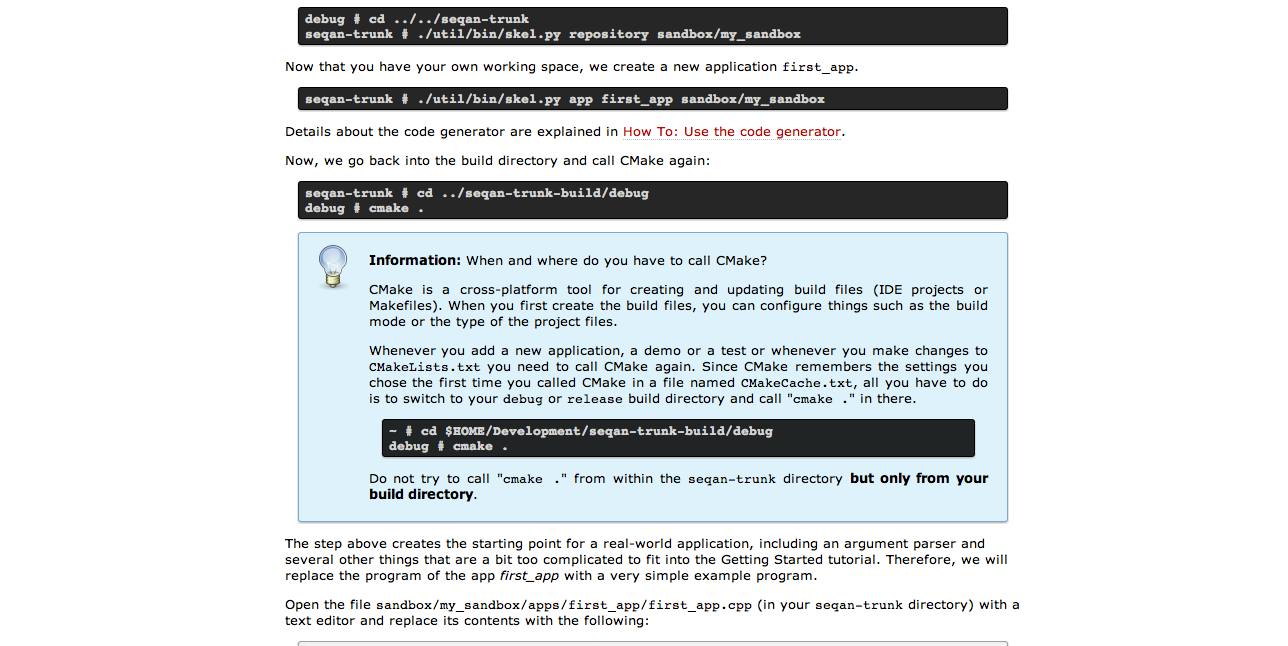 debug # cd ../../seqan-trunk
seqan-trunk # ./util/bin/skel.py repository sandbox/my_sandbox
Now that you have your own working space, we create a new application first_app.
seqan-trunk # ./util/bin/skel.py app first_app sandbox/my_sandbox
Details about the code generator are explained in How To: Use the code generator.
Now, we go back into the build directory and call CMake again:
seqan-trunk # cd ../seqan-trunk-build/debug
debug # cmake .
Information: When and where do you have to call CMake?
CMake is a cross-platform tool for creating and updating build files (IDE projects or
Makefiles). When you first create the build files, you can configure things such as the build
mode or the type of the project files.
Whenever you add a new application, a demo or a test or whenever you make changes to
CMakeLists.txt you need to call CMake again. Since CMake remembers the settings you
chose the first time you called CMake in a file named CMakeCache.txt, all you have to do
is to switch to your debug or release build directory and call "cmake ." in there.
~ # cd $HOME/Development/seqan-trunk-build/debug
debug # cmake .
Do not try to call "cmake ." from within the seqan-trunk directory but only from your
build directory.
The step above creates the starting point for a real-world application, including an argument parser and
several other things that are a bit too complicated to fit into the Getting Started tutorial. Therefore, we will
replace the program of the app first_app with a very simple example program.
Open the file sandbox/my_sandbox/apps/first_app/first_app.cpp (in your seqan-trunk directory) with a
text editor and replace its contents with the following: